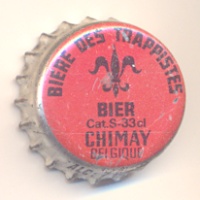 BIERE DES TRAPPISTES
BIER
Cat.S-33cl
CHIMAY
BELGIQUE